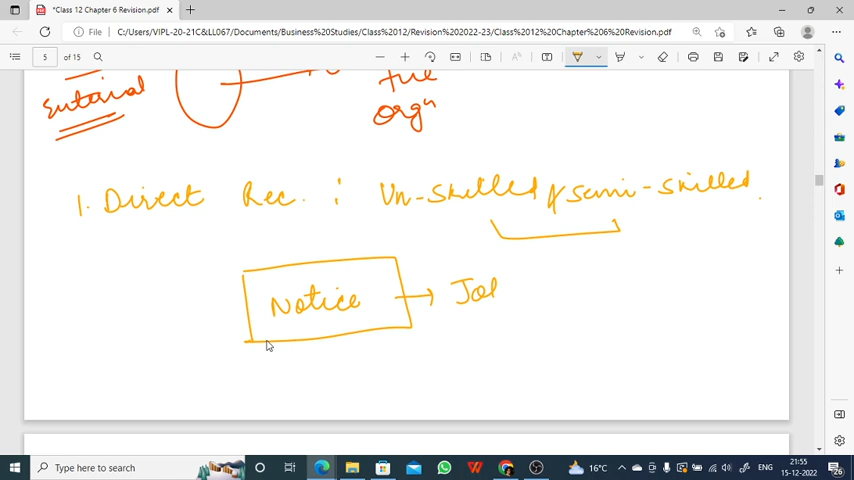 *Class 12 Chapter 6 Revision.pdf
File C:/Users/VIPL-20-21C&LL067/Documents/Business%20Studies/Class%2012/Revision%202022-23/Class%2012%20Chapter%206%20Revision.pdf
5 of 15
the
orgⁿ
1. Direct Rec. : Un-skilled & semi-skilled.
Notice → Job
Type here to search
16°C ENG 21:55
15-12-2022 26